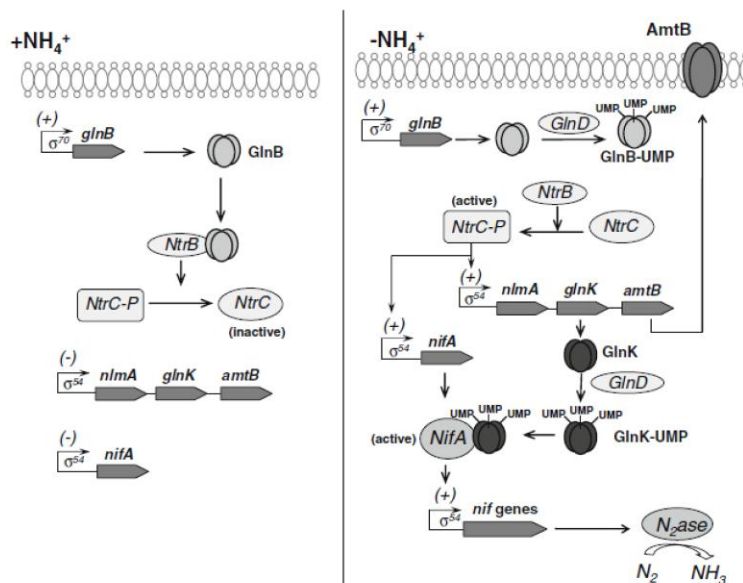 +NH₄⁺
(+)
σ⁷⁰
glnB
GlnB
NtrB
NtrC-P
NtrC
(inactive)
(-)
σ⁵⁴
nlmA
glnK
amtB
(-)
σ⁵⁴
nifA
-NH₄⁺
AmtB
(+)
σ⁷⁰
glnB
GlnD
UMP UMP UMP
GlnB-UMP
(active)
NtrB
NtrC-P
NtrC
(+)
σ⁵⁴
nlmA
glnK
amtB
(+)
σ⁵⁴
nifA
GlnK
GlnD
UMP UMP UMP
UMP UMP UMP
(active)
NifA
GlnK-UMP
(+)
σ⁵⁴
nif genes
N₂ase
N₂
NH₃